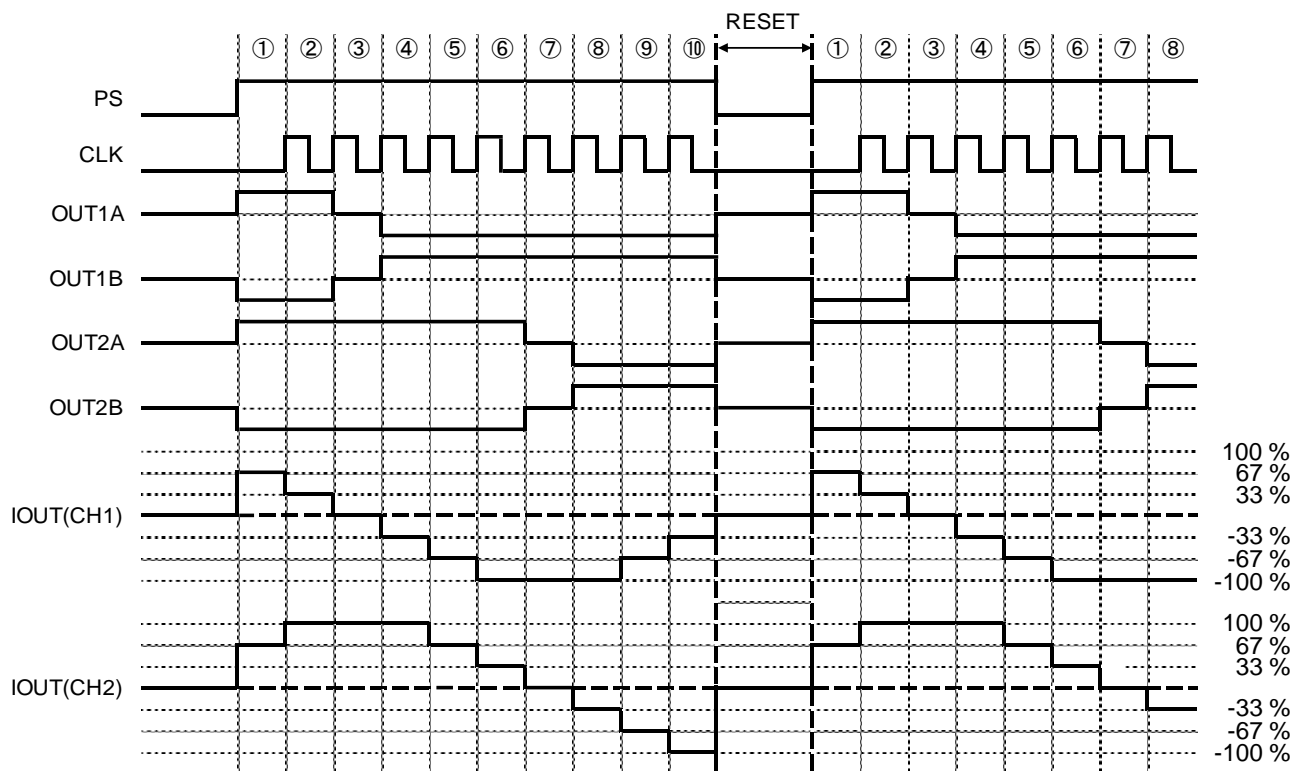 RESET
① ② ③ ④ ⑤ ⑥ ⑦ ⑧ ⑨ ⑩ ① ② ③ ④ ⑤ ⑥ ⑦ ⑧
PS
CLK
OUT1A
OUT1B
OUT2A
OUT2B
100 %
67 %
33 %
IOUT(CH1)
-33 %
-67 %
-100 %
100 %
67 %
33 %
IOUT(CH2)
-33 %
-67 %
-100 %